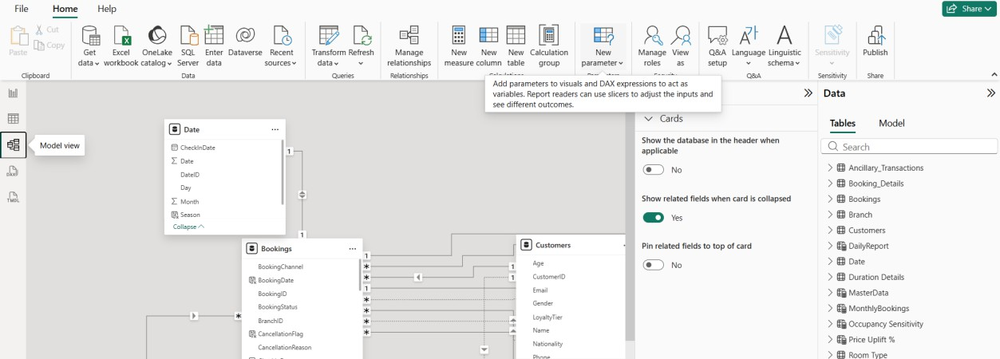 File
Home
Help
Share
Paste
Cut
Copy
Get data
Excel workbook
OneLake catalog
SQL Server
Enter data
Dataverse
Recent sources
Transform data
Refresh
Manage relationships
New measure
New column
New table
Calculation group
New parameter
Manage roles
View as
Q&A setup
Language
Linguistic schema
Sensitivity
Publish
Clipboard
Data
Queries
Relationships
Calculations
Parameters
Security
Q&A
Sensitivity
Share
Add parameters to visuals and DAX expressions to act as
variables. Report readers can use slicers to adjust the inputs and
see different outcomes.
Model view
DAX
TMDL
Date
CheckInDate
Date
DateID
Day
Month
Season
Collapse
1
1
Bookings
BookingChannel
BookingDate
BookingID
BookingStatus
BranchID
CancellationFlag
CancellationReason
*
1
*
*
1
*
*
*
*
1
1
Customers
Age
CustomerID
Email
Gender
LoyaltyTier
Name
Nationality
Phone
Cards
Show the database in the header when
applicable
No
Show related fields when card is collapsed
Yes
Pin related fields to top of card
No
Data
Tables
Model
Search
Ancillary_Transactions
Booking_Details
Bookings
Branch
Customers
DailyReport
Date
Duration Details
MasterData
MonthlyBookings
Occupancy Sensitivity
Price Uplift %
Room Type